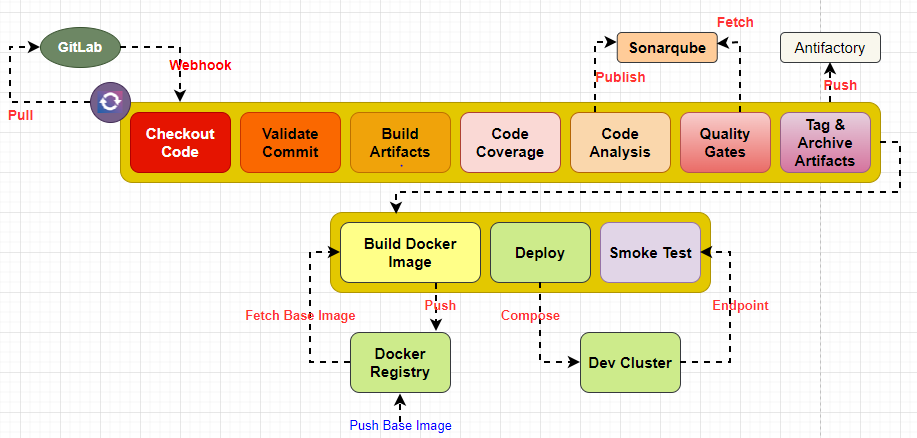 GitLab
Webhook
Pull
Sonarqube
Fetch
Publish
Antifactory
Push
Checkout
Code
Validate
Commit
Build
Artifacts
Code
Coverage
Code
Analysis
Quality
Gates
Tag &
Archive
Artifacts
Build Docker
Image
Deploy
Smoke Test
Fetch Base Image
Push
Compose
Endpoint
Docker
Registry
Dev Cluster
Push Base Image